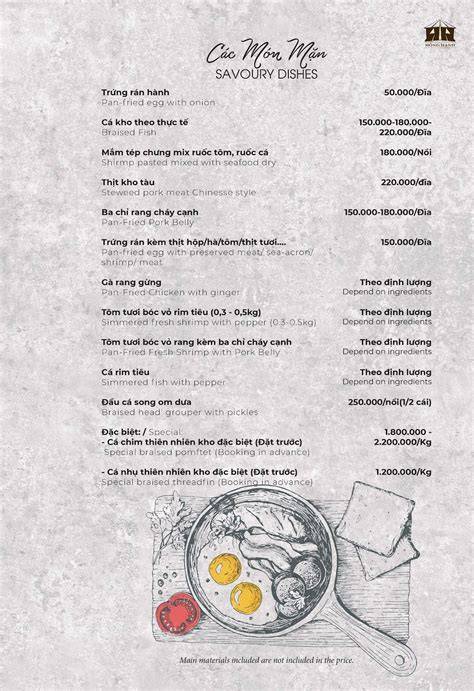 HỒNG HẠNH
Các Món Mặn
SAVOURY DISHES
Trứng rán hành 50.000/Đĩa
Pan-fried egg with onion
Cá kho theo thực tế 150.000-180.000-
Braised Fish 220.000/Đĩa
Mắm tép chưng mix ruốc tôm, ruốc cá 180.000/Nồi
Shirmp pasted mixed with seafood dry
Thịt kho tàu 220.000/đĩa
Steweed pork meat Chinesse style
Ba chỉ rang cháy cạnh 150.000-180.000/Đĩa
Pan-Fried Pork Belly
Trứng rán kèm thịt hộp/hà/tôm/thịt tươi.... 150.000/Đĩa
Pan-fried egg with preserved meat/ sea-acron/
shrimp/ meat
Gà rang gừng Theo định lượng
Pan-Fried Chicken with ginger Depend on ingredients
Tôm tươi bóc vỏ rim tiêu (0,3 - 0,5kg) Theo định lượng
Simmered fresh shrimp with pepper (0.3-0.5kg) Depend on ingredients
Tôm tươi bóc vỏ rang kèm ba chỉ cháy cạnh Theo định lượng
Pan-Fried Fresh Shrimp with Pork Belly Depend on ingredients
Cá rim tiêu Theo định lượng
Simmered fish with pepper Depend on ingredients
Đầu cá song om dưa 250.000/nồi(1/2 cái)
Braised head grouper with pickles
Đặc biệt: / Special: 1.800.000 -
- Cá chim thiên nhiên kho đặc biệt (Đặt trước) 2.200.000/Kg
Special braised pomftet (Booking in advance)
- Cá nhụ thiên nhiên kho đặc biệt (Đặt trước) 1.200.000/Kg
Special braised threadfin (Booking in advance)
Main materials included are not included in the price.